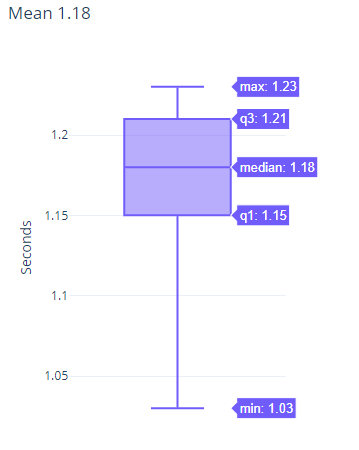 Mean 1.18
max: 1.23
q3: 1.21
1.2
median: 1.18
1.15
q1: 1.15
Seconds
1.1
1.05
min: 1.03